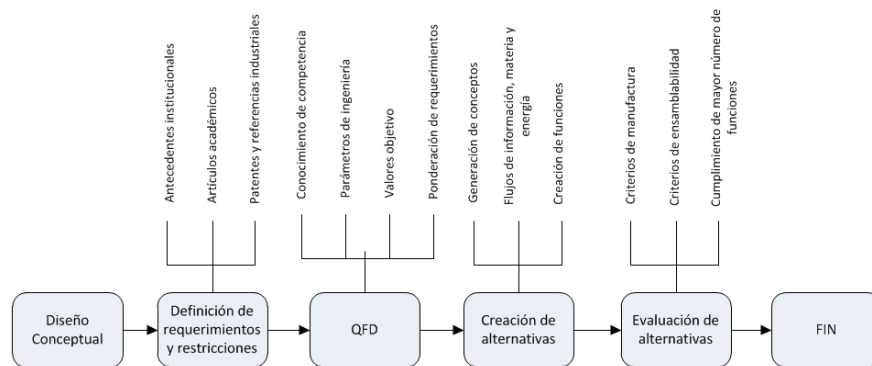 Antecedentes institucionales
Artículos académicos
Patentes y referencias industriales
Conocimiento de competencia
Parámetros de ingeniería
Valores objetivo
Ponderación de requerimientos
Generación de conceptos
Flujos de información, materia y
energía
Creación de funciones
Criterios de manufactura
Criterios de ensamblabilidad
Cumplimiento de mayor número de
funciones
Diseño
Conceptual
Definición de
requerimientos
y restricciones
QFD
Creación de
alternativas
Evaluación de
alternativas
FIN